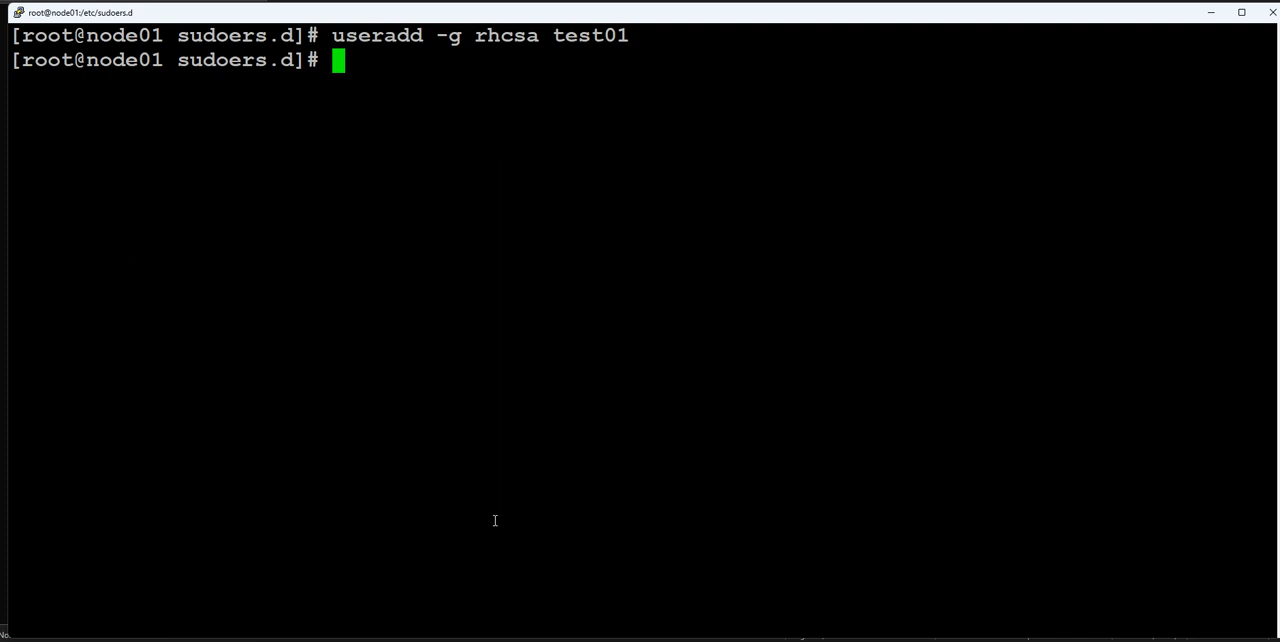 root@node01:/etc/sudoers.d
[root@node01 sudoers.d]# useradd -g rhcsa test01
[root@node01 sudoers.d]#